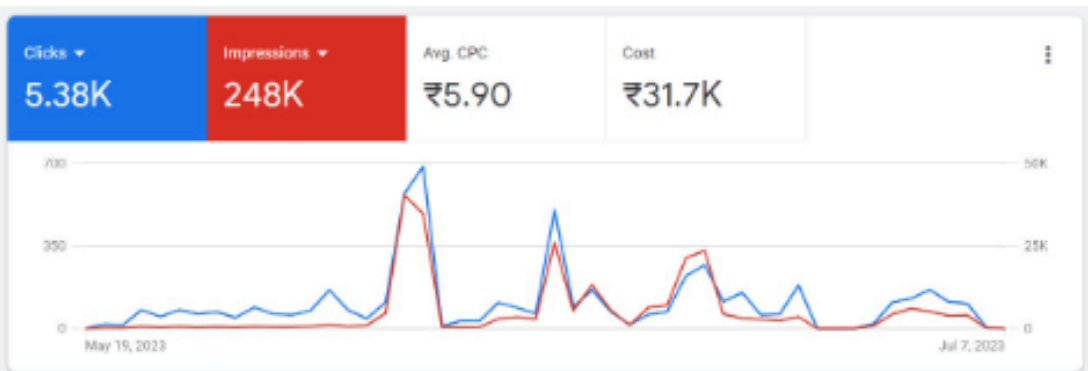 Clicks Impressions Avg. CPC Cost
5.38K 248K ₹5.90 ₹31.7K
700 50K
350 25K
0 0
May 19, 2023 Jul 7, 2023